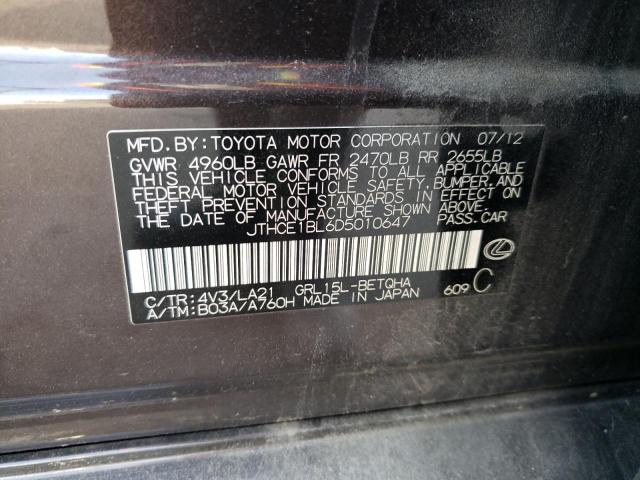 MFD.BY:TOYOTA MOTOR CORPORATION 07/12
GVWR 4960LB GAWR FR 2470LB RR 2655LB
THIS VEHICLE CONFORMS TO ALL APPLICABLE
FEDERAL MOTOR VEHICLE SAFETY,BUMPER,AND
THEFT PREVENTION STANDARDS IN EFFECT ON
THE DATE OF MANUFACTURE SHOWN ABOVE.
JTHCE1BL6D5010647 PASS.CAR
C/TR:4V3/LA21 GRL15L-BETQHA
A/TM:B03A/A760H MADE IN JAPAN 609 C